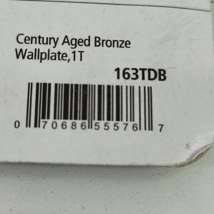 Century Aged Bronze
Wallplate,1T
163TDB
0 70686 55576 7